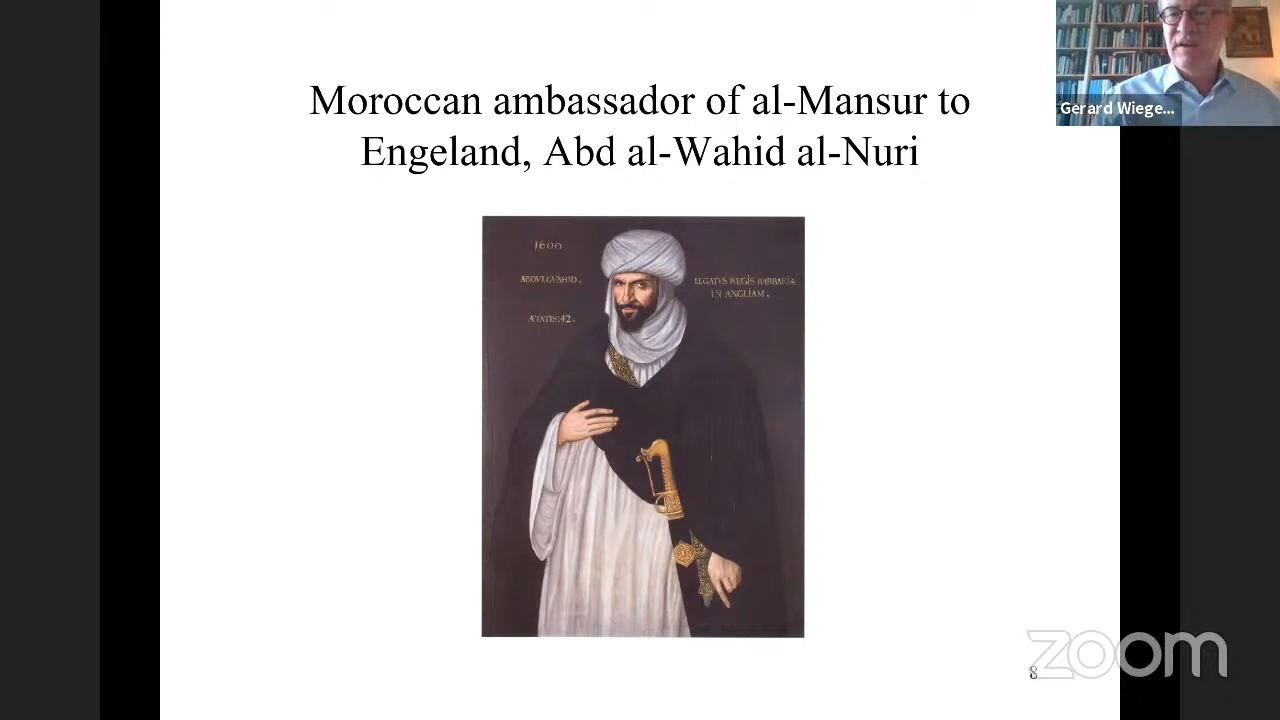 Moroccan ambassador of al-Mansur to
Engeland, Abd al-Wahid al-Nuri
Gerard Wiege...
1600
ABDVLGVAHID.
ÆTATIS:42.
LEGATVS REGIS BARBARIÆ
IN ANGLIAM.
zoom
8